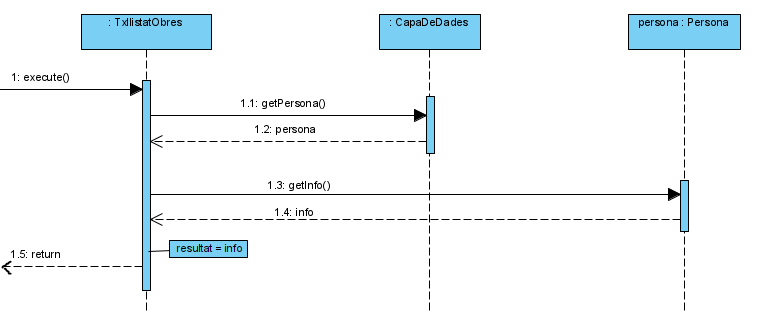 : TxllistatObres
: CapaDeDades
persona : Persona
1: execute()
1.1: getPersona()
1.2: persona
1.3: getInfo()
1.4: info
resultat = info
1.5: return